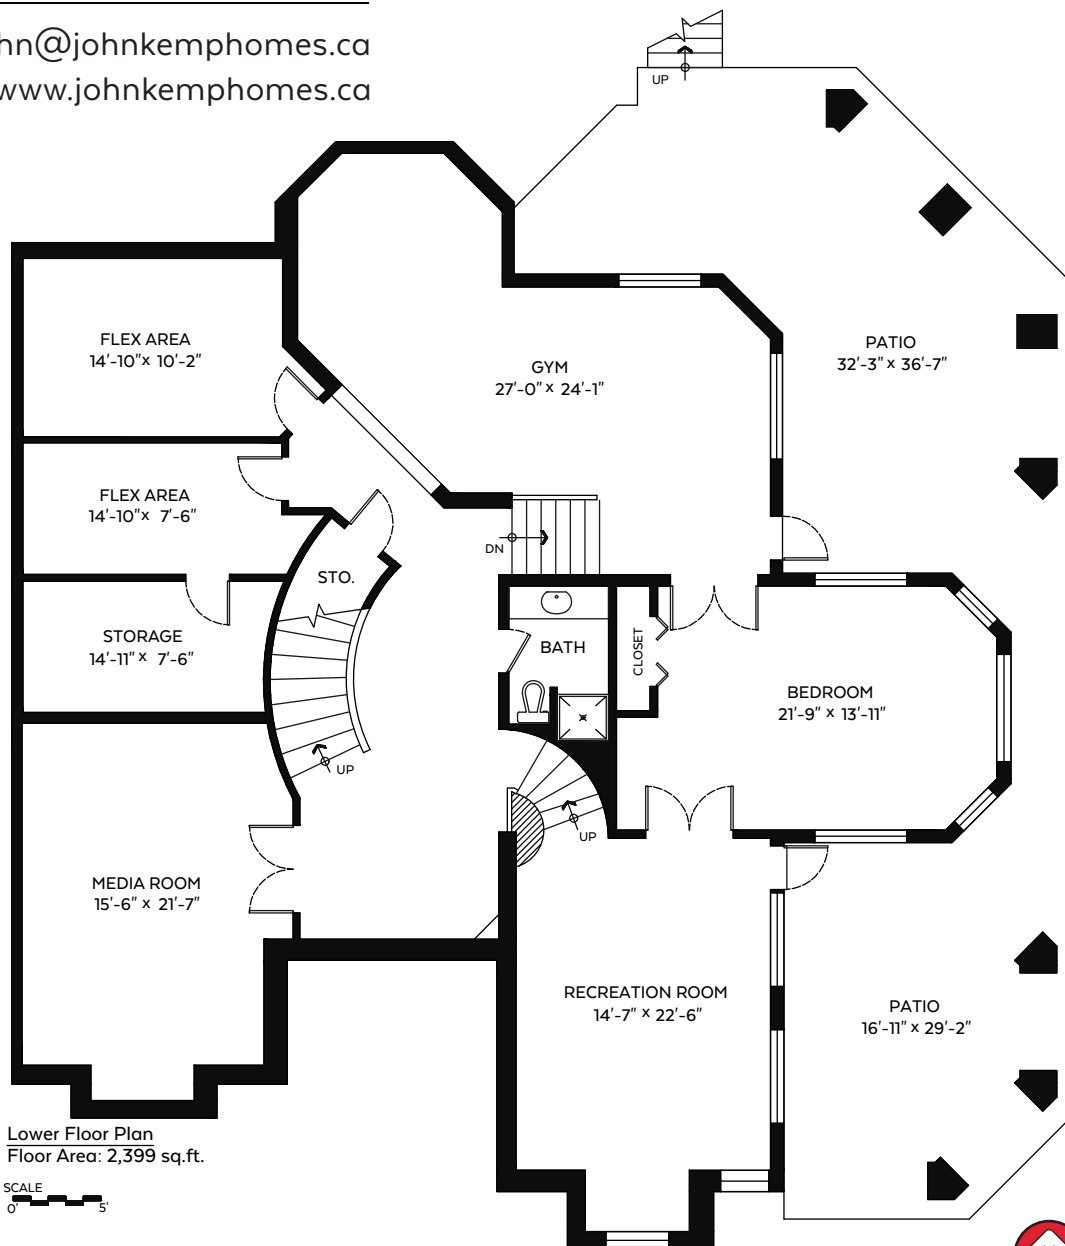 hn@johnkemphomes.ca
www.johnkemphomes.ca
UP
FLEX AREA
14'-10"x 10'-2"
GYM
27'-0" x 24'-1"
PATIO
32'-3" x 36'-7"
FLEX AREA
14'-10"x 7'-6"
DN
STO.
STORAGE
14'-11"x 7'-6"
BATH
CLOSET
BEDROOM
21'-9" x 13'-11"
UP
UP
MEDIA ROOM
15'-6" x 21'-7"
RECREATION ROOM
14'-7" x 22'-6"
PATIO
16'-11" x 29'-2"
Lower Floor Plan
Floor Area: 2,399 sq.ft.
SCALE
0' 5'